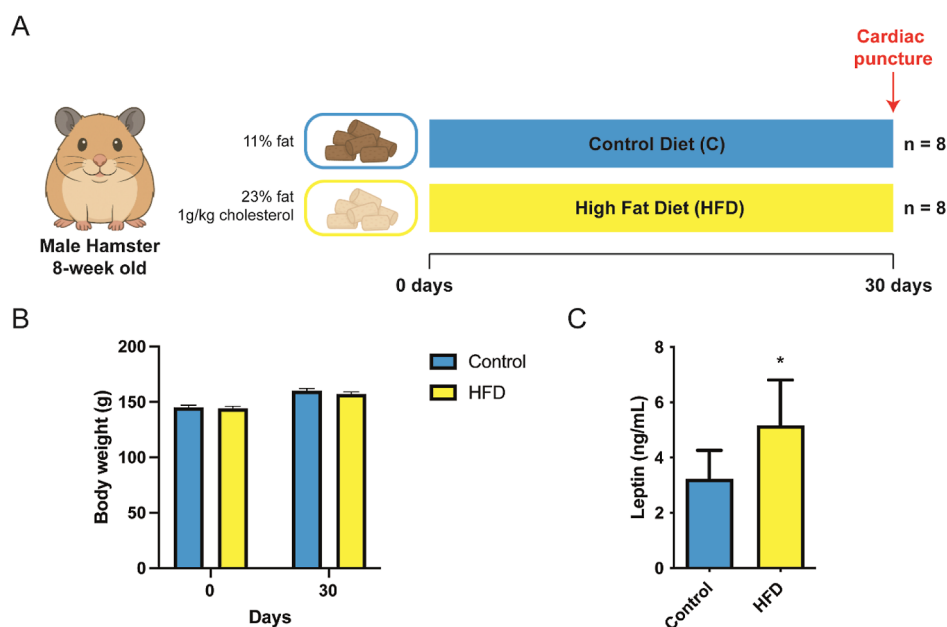 A
Cardiac
puncture
11% fat
Control Diet (C)
n = 8
23% fat
1g/kg cholesterol
High Fat Diet (HFD)
n = 8
Male Hamster
8-week old
0 days
30 days
B
200
150
100
50
0
Body weight (g)
0
30
Days
Control
HFD
C
8
6
4
2
0
Leptin (ng/mL)
*
Control
HFD